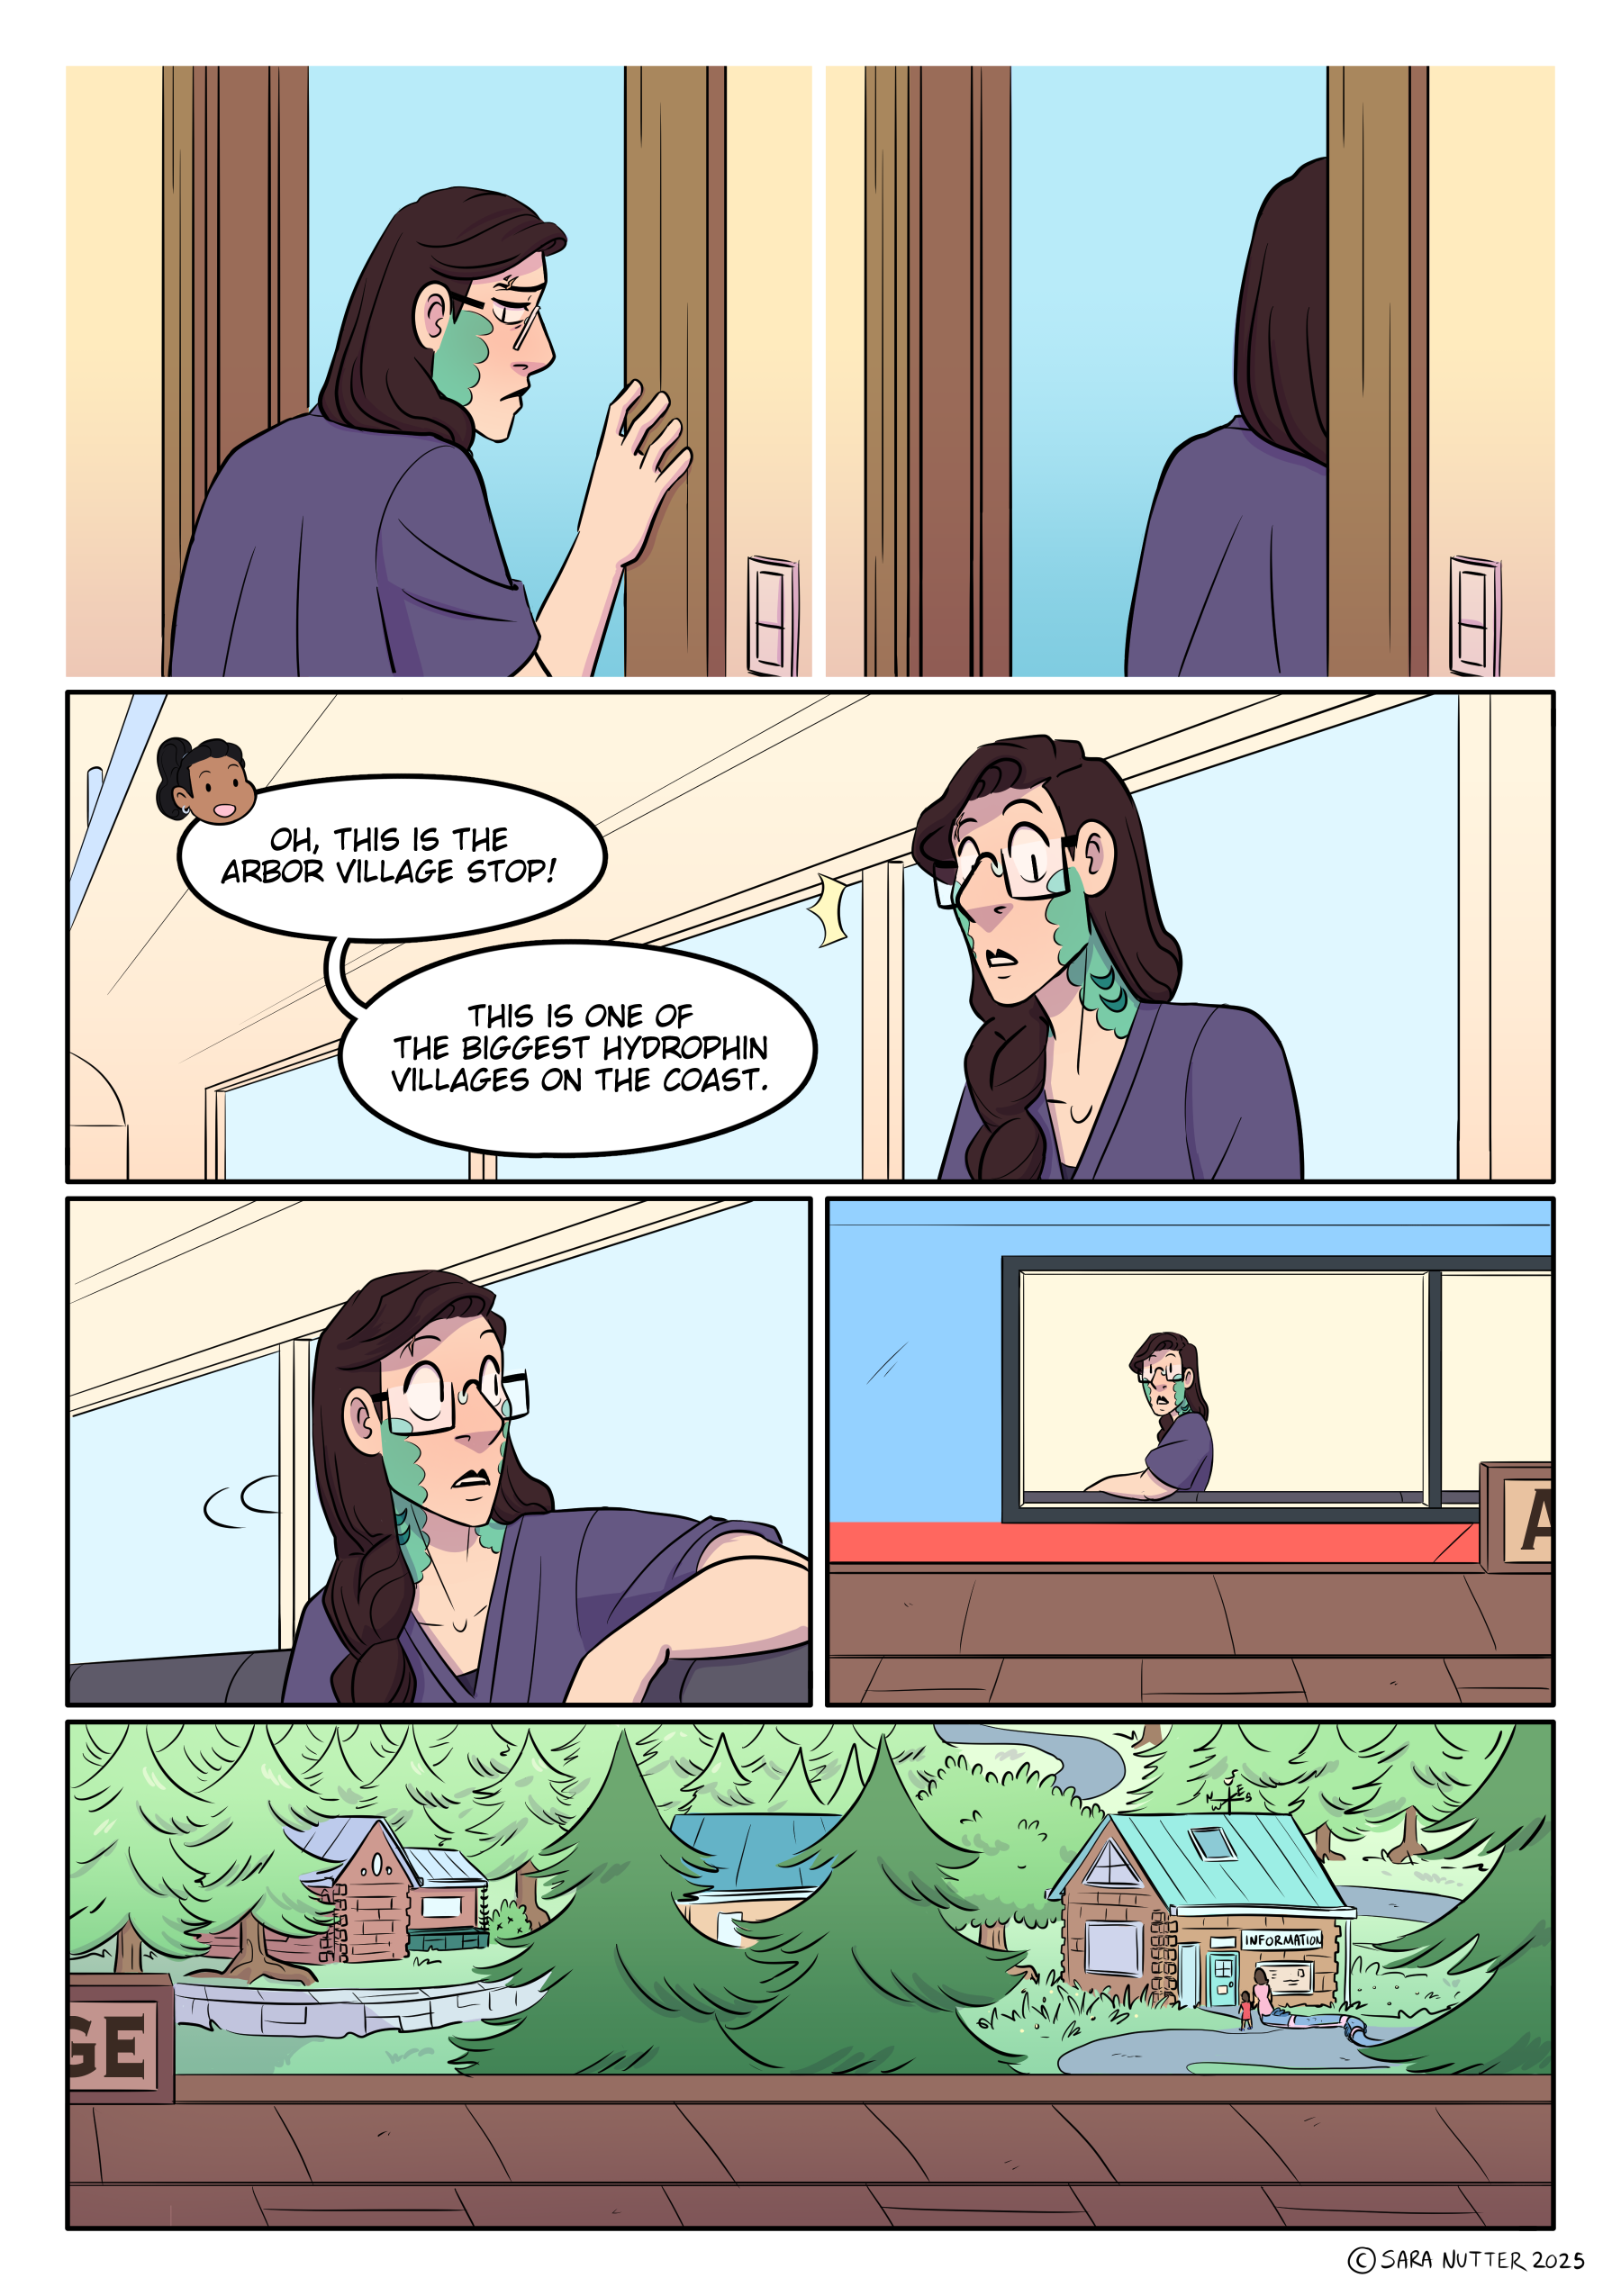 OH, THIS IS THE
ARBOR VILLAGE STOP!
THIS IS ONE OF
THE BIGGEST HYDROPHIN
VILLAGES ON THE COAST.
A
N E
W S
INFORMATION
GE
© SARA NUTTER 2025